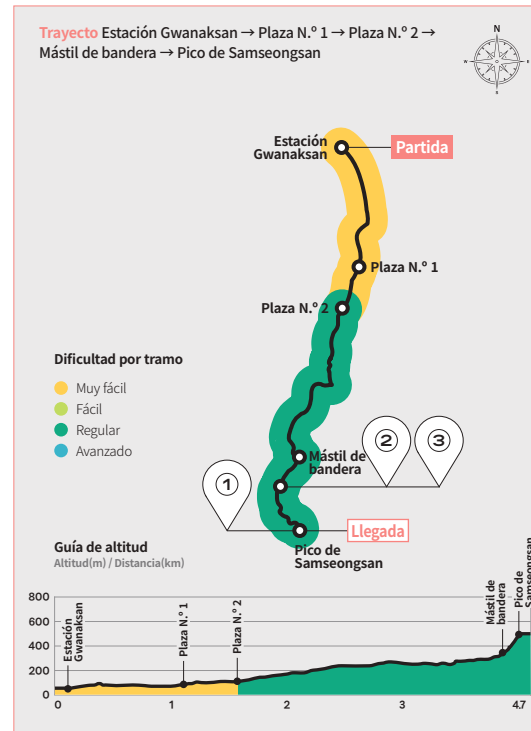 Trayecto Estación Gwanaksan → Plaza N.º 1 → Plaza N.º 2 →
Mástil de bandera → Pico de Samseongsan
N
W
E
S
Estación
Gwanaksan
Partida
Plaza N.º 1
Plaza N.º 2
Dificultad por tramo
Muy fácil
Fácil
Regular
Avanzado
Mástil de
bandera
1
2
3
Llegada
Pico de
Samseongsan
Guía de altitud
Altitud(m) / Distancia(km)
800
600
400
200
0
Estación
Gwanaksan
Plaza N.º 1
Plaza N.º 2
Mástil de
bandera
Pico de
Samseongsan
0
1
2
3
4.7